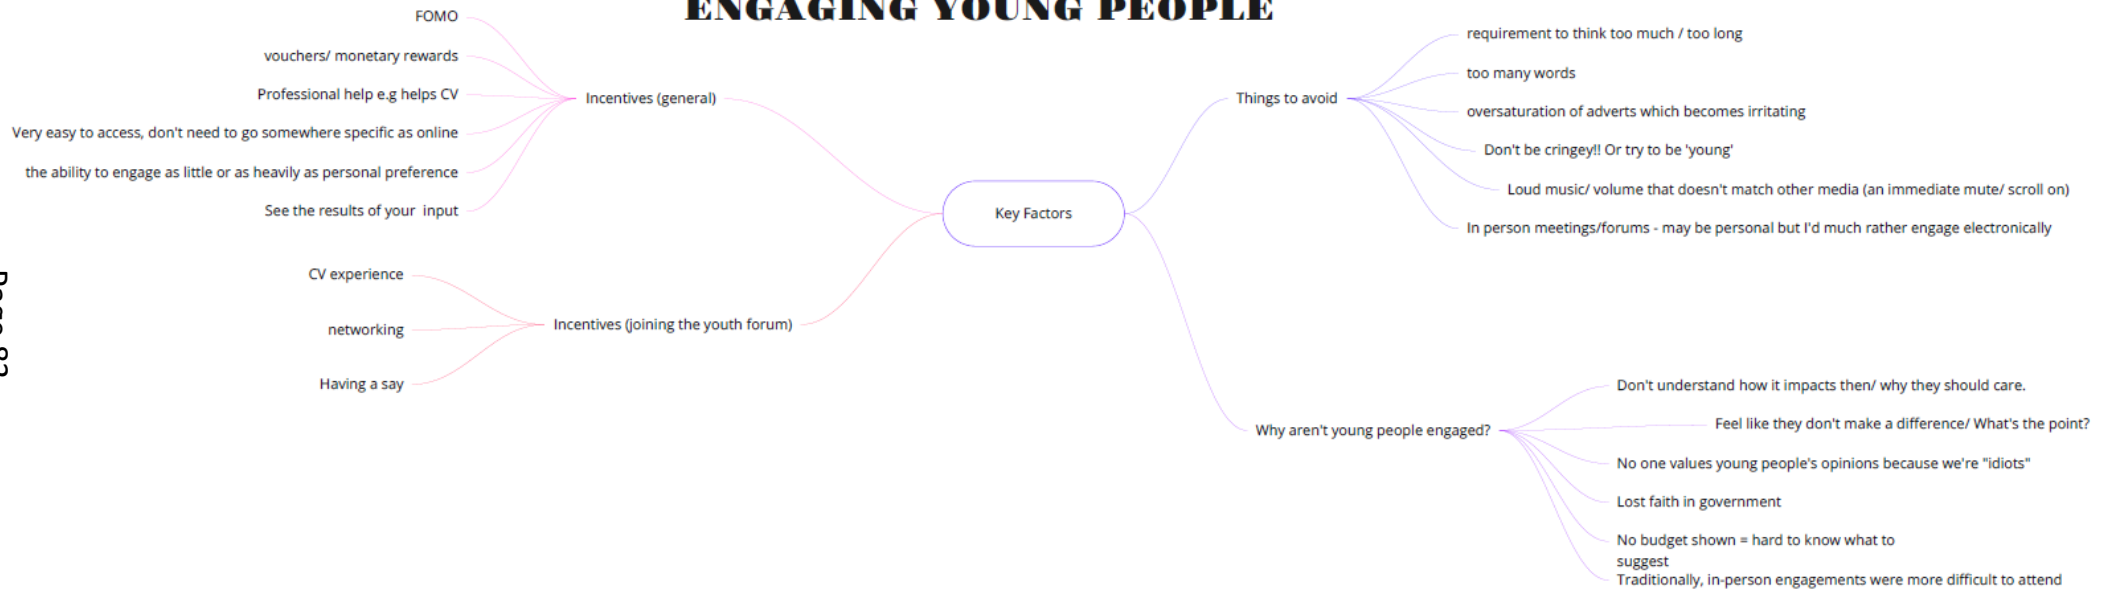 ENGAGING YOUNG PEOPLE
FOMO
vouchers/ monetary rewards
Professional help e.g helps CV
Very easy to access, don't need to go somewhere specific as online
the ability to engage as little or as heavily as personal preference
See the results of your  input
Incentives (general)
CV experience
networking
Having a say
Incentives (joining the youth forum)
Key Factors
Things to avoid
requirement to think too much / too long
too many words
oversaturation of adverts which becomes irritating
Don't be cringey!! Or try to be 'young'
Loud music/ volume that doesn't match other media (an immediate mute/ scroll on)
In person meetings/forums - may be personal but I'd much rather engage electronically
Why aren't young people engaged?
Don't understand how it impacts then/ why they should care.
Feel like they don't make a difference/ What's the point?
No one values young people's opinions because we're "idiots"
Lost faith in government
No budget shown = hard to know what to
suggest
Traditionally, in-person engagements were more difficult to attend